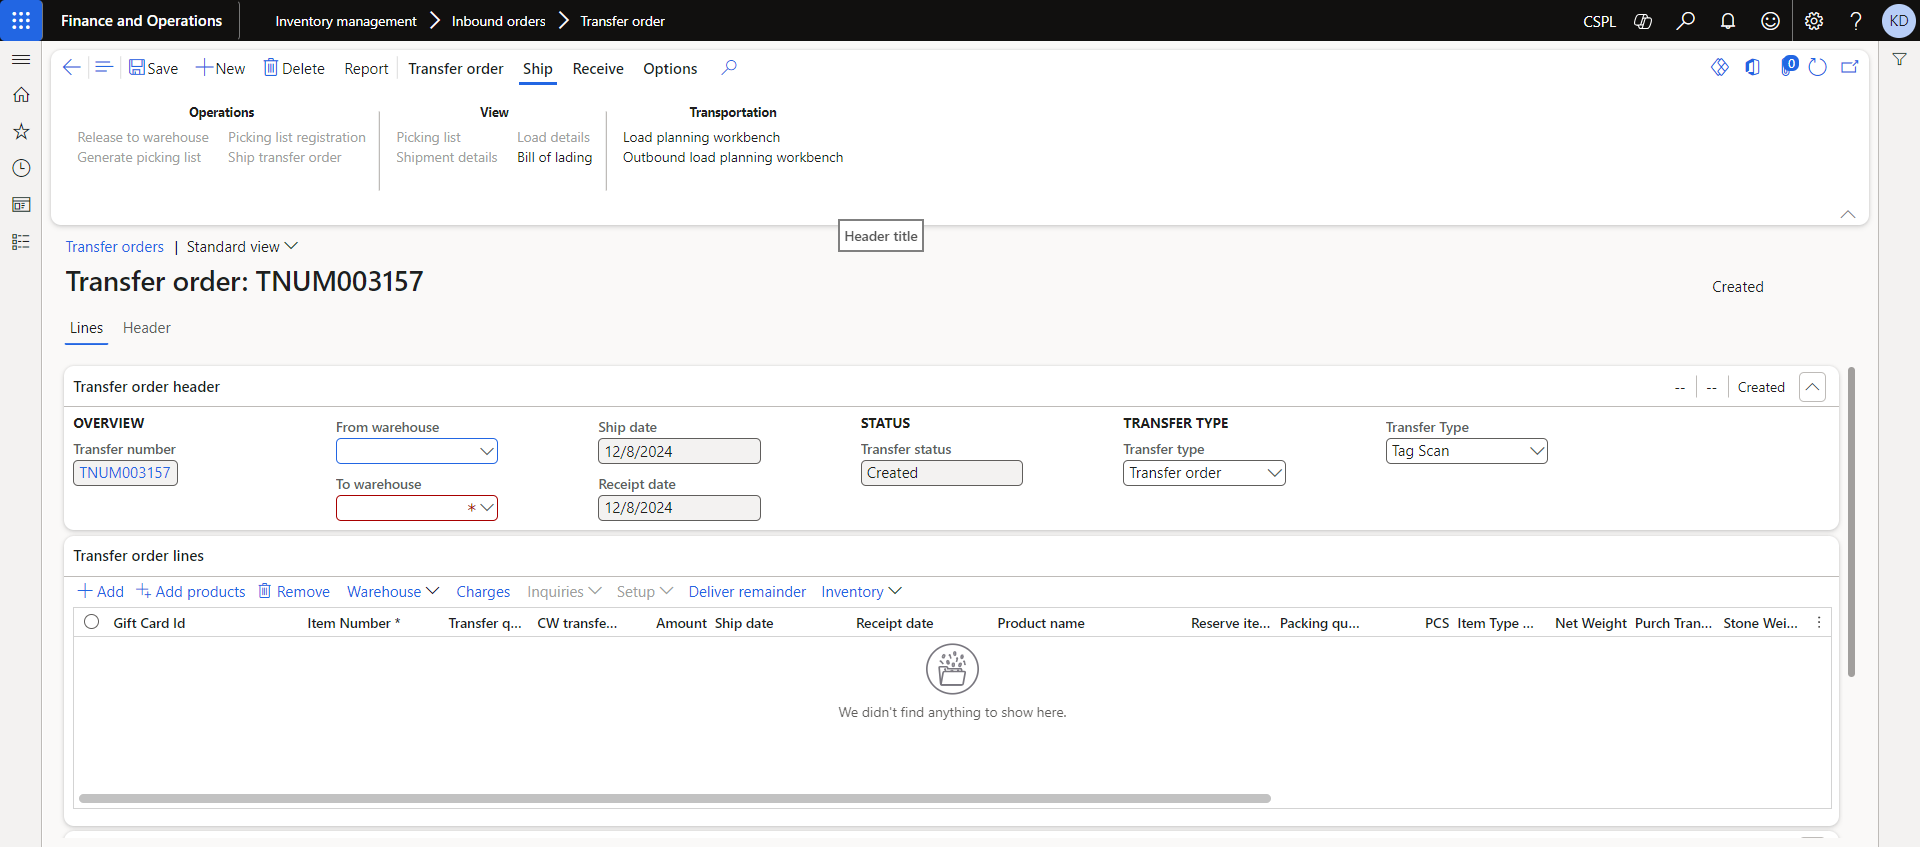 Finance and Operations
Inventory management
Inbound orders
Transfer order
CSPL
KD
Save
New
Delete
Report
Transfer order
Ship
Receive
Options
0
Operations
View
Transportation
Release to warehouse
Picking list registration
Picking list
Load details
Load planning workbench
Generate picking list
Ship transfer order
Shipment details
Bill of lading
Outbound load planning workbench
Header title
Transfer orders | Standard view
Transfer order: TNUM003157
Created
Lines
Header
Transfer order header
--
--
Created
OVERVIEW
Transfer number
TNUM003157
From warehouse
To warehouse
*
Ship date
12/8/2024
Receipt date
12/8/2024
STATUS
Transfer status
Created
TRANSFER TYPE
Transfer type
Transfer order
Transfer Type
Tag Scan
Transfer order lines
Add
Add products
Remove
Warehouse
Charges
Inquiries
Setup
Deliver remainder
Inventory
Gift Card Id
Item Number *
Transfer q...
CW transfe...
Amount
Ship date
Receipt date
Product name
Reserve ite...
Packing qu...
PCS
Item Type ...
Net Weight
Purch Tran...
Stone Wei...
We didn't find anything to show here.